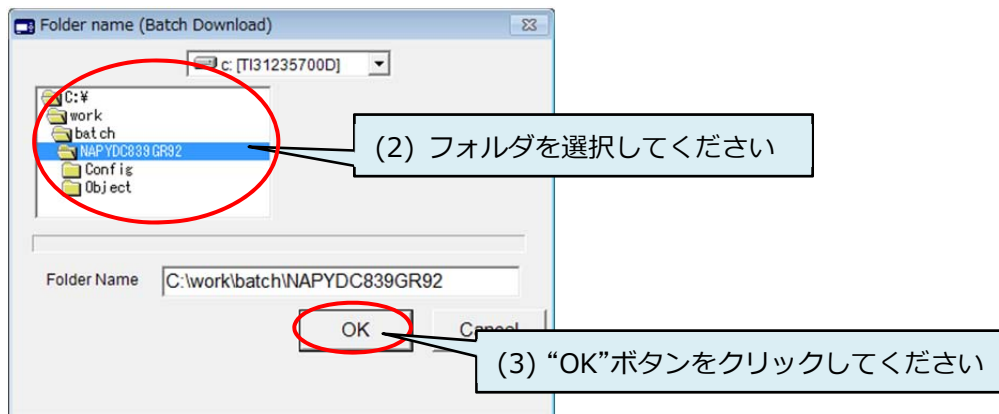 Folder name (Batch Download)
c: [TI31235700D]
C:¥
work
batch
NAPYDC839GR92
Config
Object
(2) フォルダを選択してください
Folder Name
C:\work\batch\NAPYDC839GR92
OK
Cancel
(3) “OK”ボタンをクリックしてください